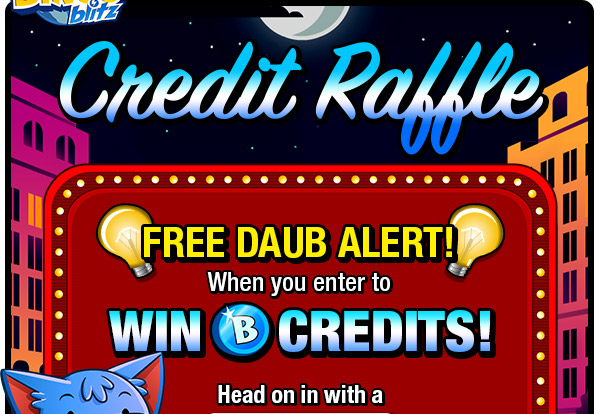 blitz
Credit Raffle
FREE DAUB ALERT!
When you enter to
WIN B CREDITS!
Head on in with a